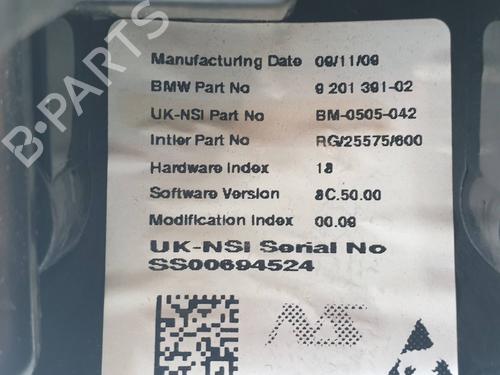 Manufacturing Date 09/11/09
BMW Part No 9 201 391-02
UK-NSI Part No BM-0505-042
Intier Part No RG/25575/600
Hardware Index 18
Software Version 8C.50.00
Modification Index 00.09
UK-NSI Serial No
SS00694524
NS
B-PARTS